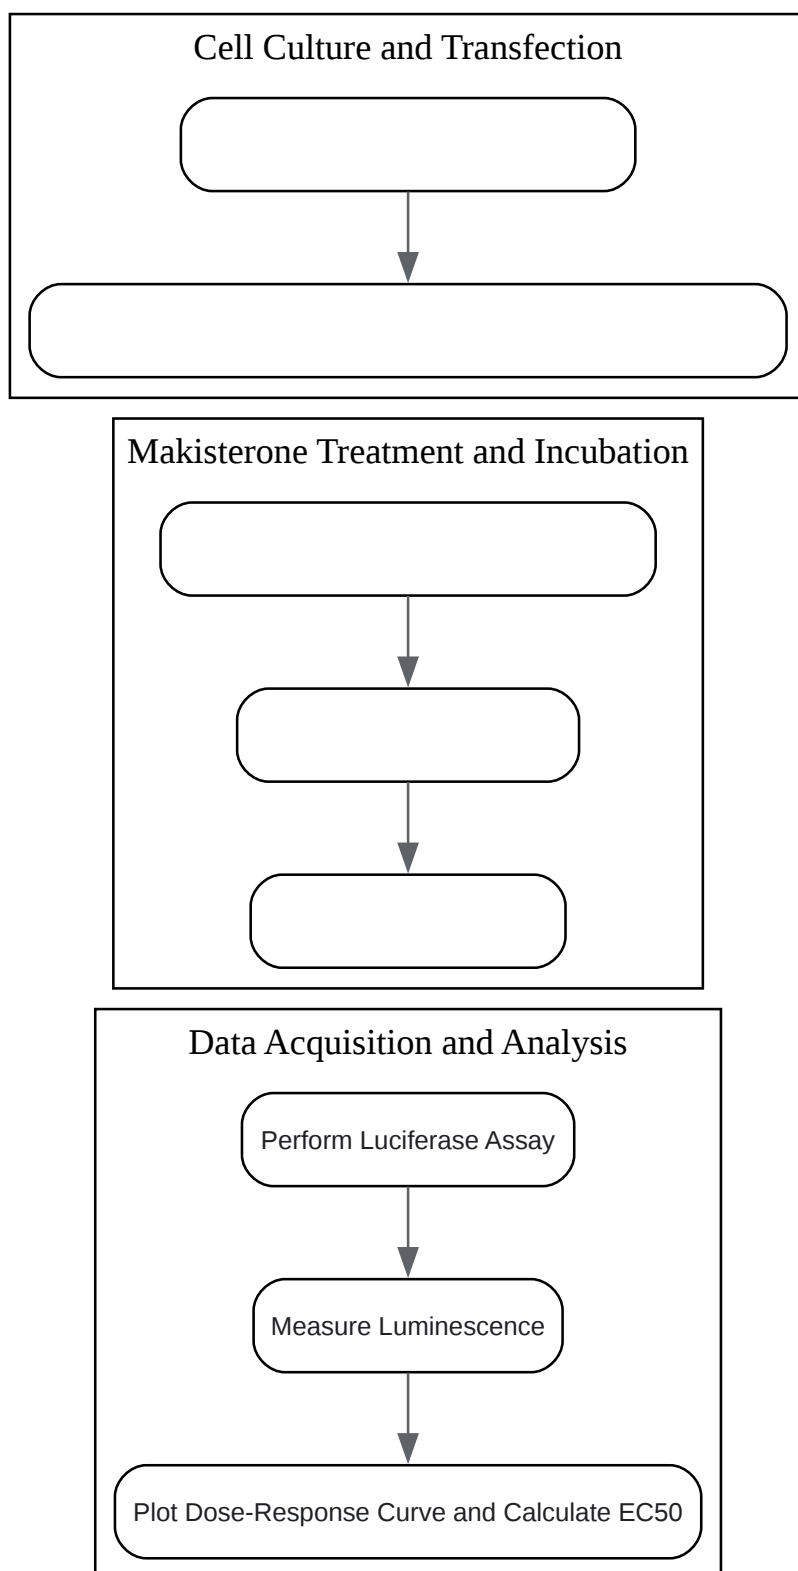 Cell Culture and Transfection
Makisterone Treatment and Incubation
Data Acquisition and Analysis
Perform Luciferase Assay
Measure Luminescence
Plot Dose-Response Curve and Calculate EC50